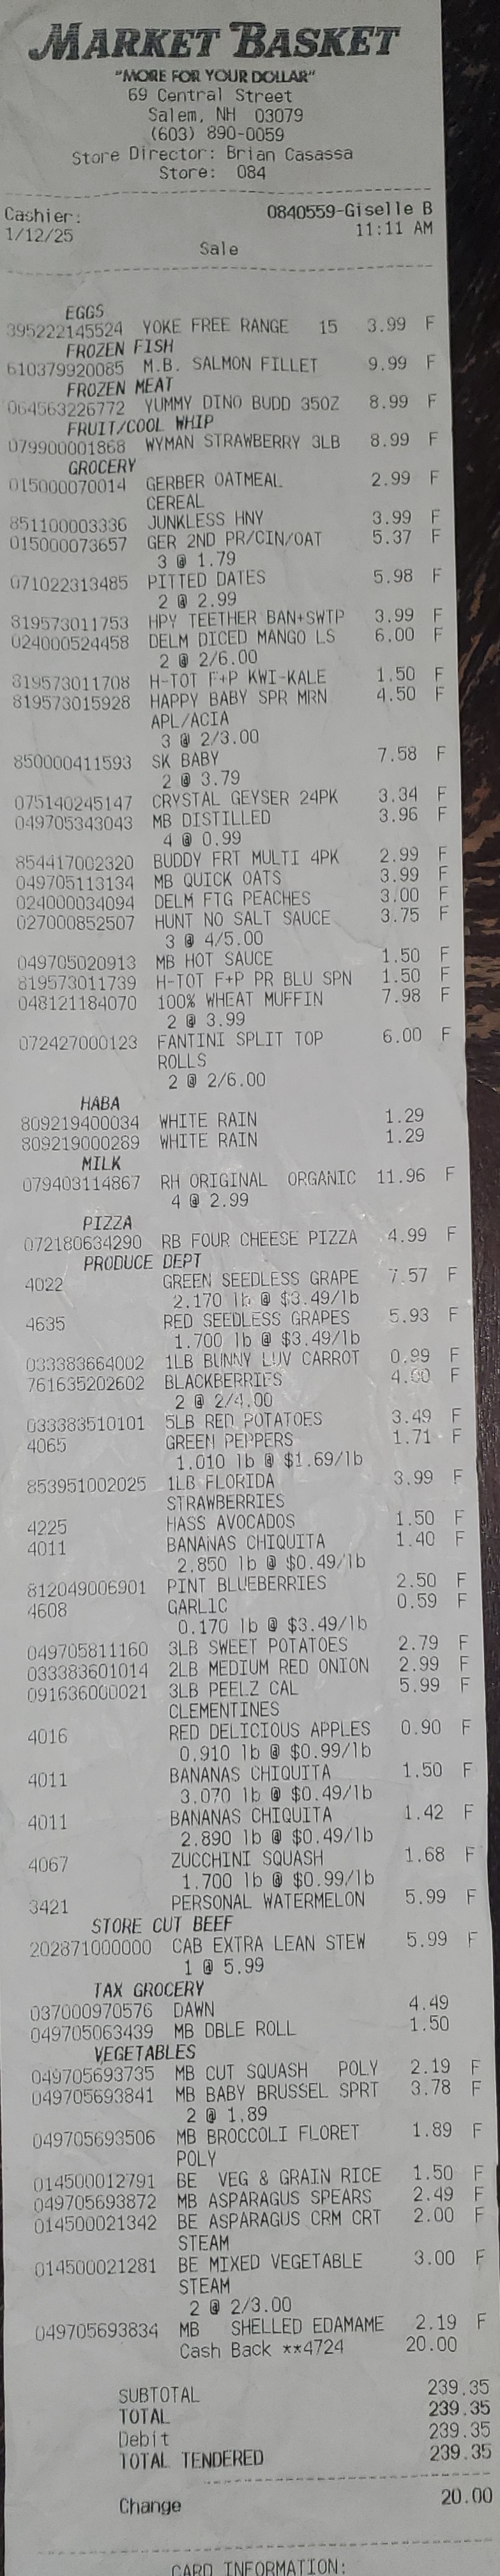 MARKET BASKET
"MORE FOR YOUR DOLLAR"
69 Central Street
Salem, NH 03079
(603) 890-0059
Store Director: Brian Casassa
Store: 084
Cashier: 0840559-Giselle B
1/12/25 11:11 AM
Sale
EGGS
395222145524 YOKE FREE RANGE 15 3.99 F
FROZEN FISH
610379920085 M.B. SALMON FILLET 9.99 F
FROZEN MEAT
064563226772 YUMMY DINO BUDD 35OZ 8.99 F
FRUIT/COOL WHIP
079900001868 WYMAN STRAWBERRY 3LB 8.99 F
GROCERY
015000070014 GERBER OATMEAL 2.99 F
CEREAL
851100003336 JUNKLESS HNY 3.99 F
015000073657 GER 2ND PR/CIN/OAT 5.37 F
3 @ 1.79
071022313485 PITTED DATES 5.98 F
2 @ 2.99
819573011753 HPY TEETHER BAN+SWTP 3.99 F
024000524458 DELM DICED MANGO LS 6.00 F
2 @ 2/6.00
819573011708 H-TOT F+P KWI-KALE 1.50 F
819573015928 HAPPY BABY SPR MRN 4.50 F
APL/ACIA
3 @ 2/3.00
850000411593 SK BABY 7.58 F
2 @ 3.79
075140245147 CRYSTAL GEYSER 24PK 3.34 F
049705343043 MB DISTILLED 3.96 F
4 @ 0.99
854417002320 BUDDY FRT MULTI 4PK 2.99 F
049705113134 MB QUICK OATS 3.99 F
024000034094 DELM FTG PEACHES 3.00 F
027000852507 HUNT NO SALT SAUCE 3.75 F
3 @ 4/5.00
049705020913 MB HOT SAUCE 1.50 F
819573011739 H-TOT F+P PR BLU SPN 1.50 F
048121184070 100% WHEAT MUFFIN 7.98 F
2 @ 3.99
072427000123 FANTINI SPLIT TOP 6.00 F
ROLLS
2 @ 2/6.00
HABA
809219400034 WHITE RAIN 1.29
809219000289 WHITE RAIN 1.29
MILK
079403114867 RH ORIGINAL ORGANIC 11.96 F
4 @ 2.99
PIZZA
072180634290 RB FOUR CHEESE PIZZA 4.99 F
PRODUCE DEPT
4022 GREEN SEEDLESS GRAPE 7.57 F
2.170 lb @ $3.49/lb
4635 RED SEEDLESS GRAPES 5.93 F
1.700 lb @ $3.49/lb
033383664002 1LB BUNNY LUV CARROT 0.99 F
761635202602 BLACKBERRIES 4.00 F
2 @ 2/4.00
033383510101 5LB RED POTATOES 3.49 F
4065 GREEN PEPPERS 1.71 F
1.010 lb @ $1.69/lb
853951002025 1LB FLORIDA 3.99 F
STRAWBERRIES
4225 HASS AVOCADOS 1.50 F
4011 BANANAS CHIQUITA 1.40 F
2.850 lb @ $0.49/lb
812049006901 PINT BLUEBERRIES 2.50 F
4608 GARLIC 0.59 F
0.170 lb @ $3.49/lb
049705811160 3LB SWEET POTATOES 2.79 F
033383601014 2LB MEDIUM RED ONION 2.99 F
091636000021 3LB PEELZ CAL 5.99 F
CLEMENTINES
4016 RED DELICIOUS APPLES 0.90 F
0.910 lb @ $0.99/lb
4011 BANANAS CHIQUITA 1.50 F
3.070 lb @ $0.49/lb
4011 BANANAS CHIQUITA 1.42 F
2.890 lb @ $0.49/lb
4067 ZUCCHINI SQUASH 1.68 F
1.700 lb @ $0.99/lb
3421 PERSONAL WATERMELON 5.99 F
STORE CUT BEEF
202871000000 CAB EXTRA LEAN STEW 5.99 F
1 @ 5.99
TAX GROCERY
037000970576 DAWN 4.49
049705063439 MB DBLE ROLL 1.50
VEGETABLES
049705693735 MB CUT SQUASH POLY 2.19 F
049705693841 MB BABY BRUSSEL SPRT 3.78 F
2 @ 1.89
049705693506 MB BROCCOLI FLORET 1.89 F
POLY
014500012791 BE VEG & GRAIN RICE 1.50 F
049705693872 MB ASPARAGUS SPEARS 2.49 F
014500021342 BE ASPARAGUS CRM CRT 2.00 F
STEAM
014500021281 BE MIXED VEGETABLE 3.00 F
STEAM
2 @ 2/3.00
049705693834 MB SHELLED EDAMAME 2.19 F
Cash Back **4724 20.00
SUBTOTAL 239.35
TOTAL 239.35
Debit 239.35
TOTAL TENDERED 239.35
Change 20.00
CARD INFORMATION: